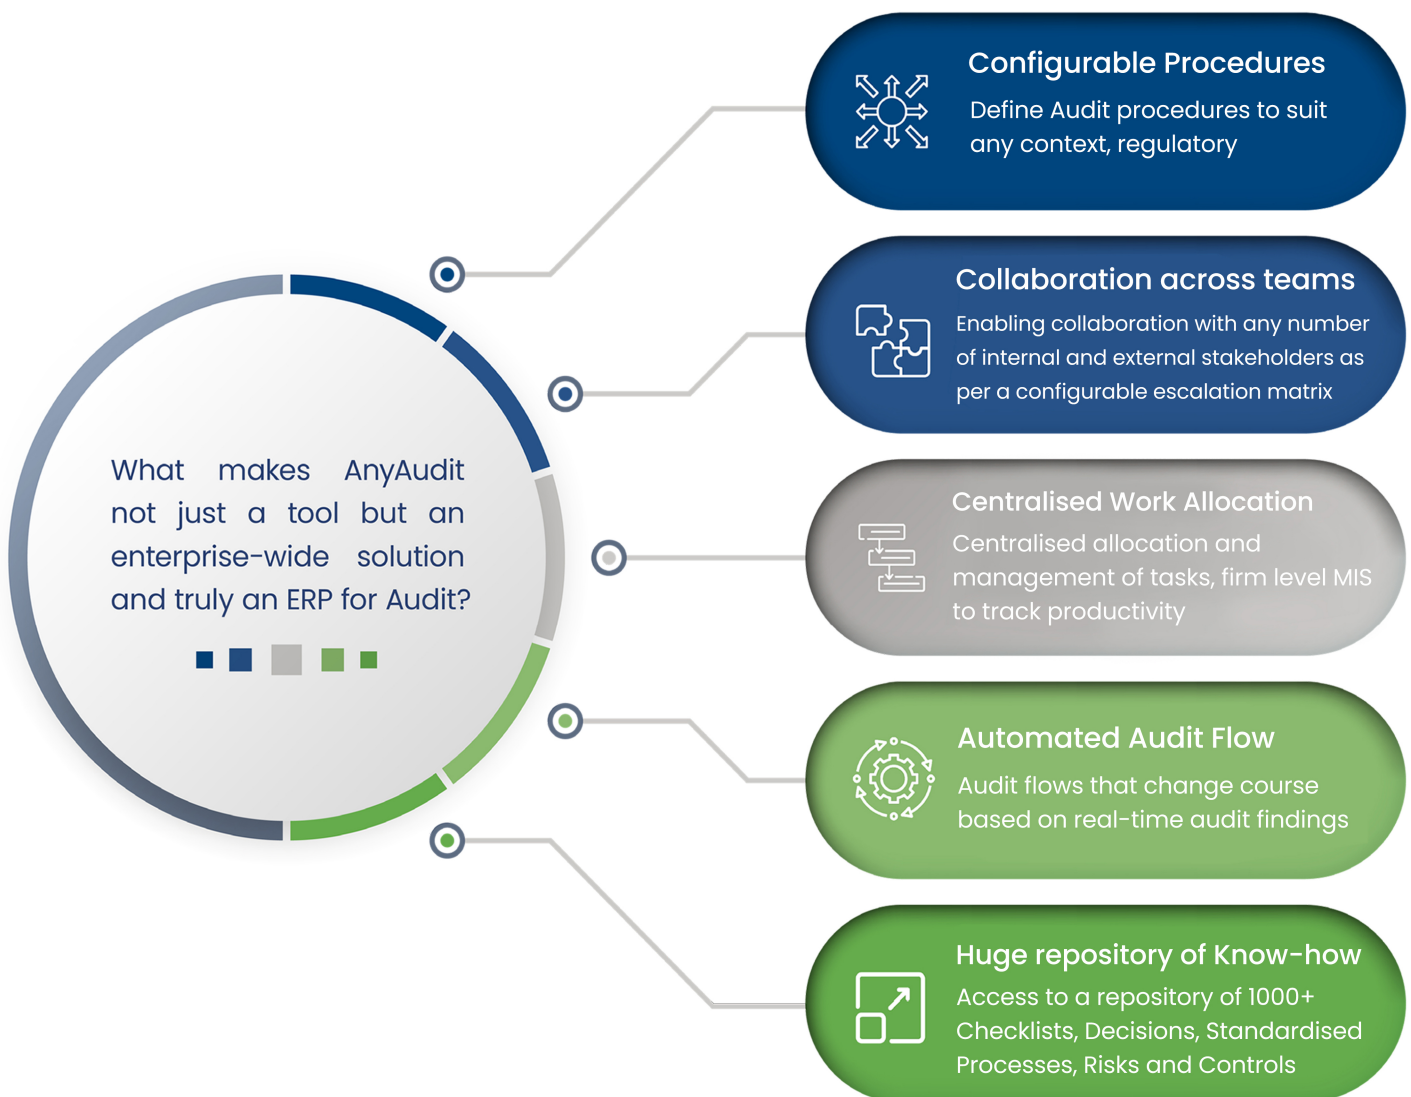 What makes AnyAudit
not just a tool but an
enterprise-wide solution
and truly an ERP for Audit?
Configurable Procedures
Define Audit procedures to suit
any context, regulatory
Collaboration across teams
Enabling collaboration with any number
of internal and external stakeholders as
per a configurable escalation matrix
Centralised Work Allocation
Centralised allocation and
management of tasks, firm level MIS
to track productivity
Automated Audit Flow
Audit flows that change course
based on real-time audit findings
Huge repository of Know-how
Access to a repository of 1000+
Checklists, Decisions, Standardised
Processes, Risks and Controls